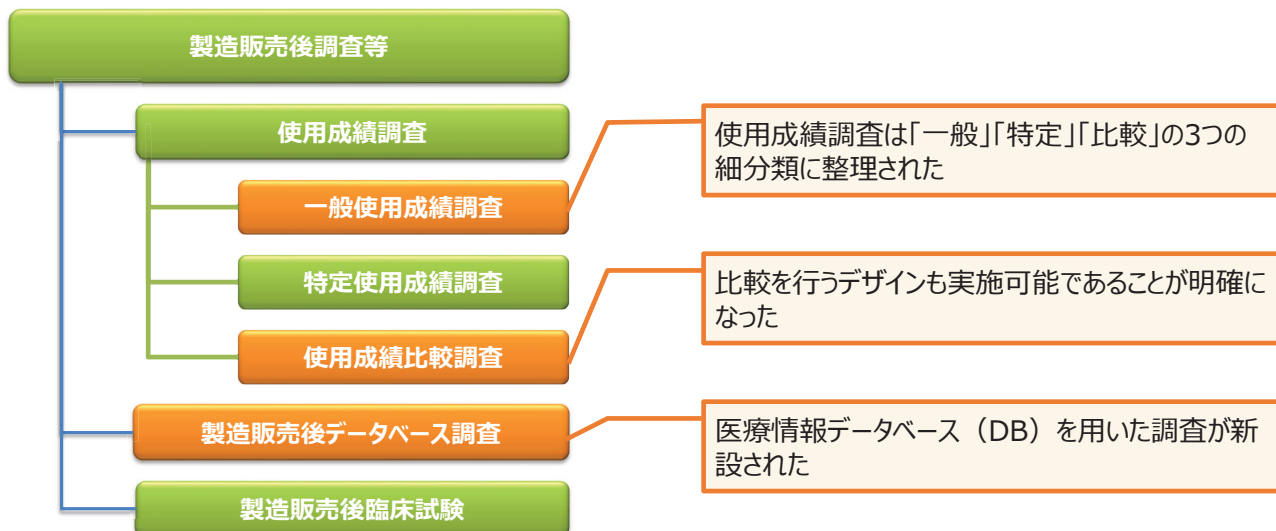 製造販売後調査等
使用成績調査
一般使用成績調査
特定使用成績調査
使用成績比較調査
製造販売後データベース調査
製造販売後臨床試験
使用成績調査は「一般」「特定」「比較」の3つの
細分類に整理された
比較を行うデザインも実施可能であることが明確に
なった
医療情報データベース（DB）を用いた調査が新
設された